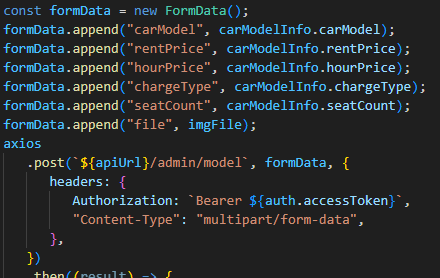 const formData = new FormData();
formData.append("carModel", carModelInfo.carModel);
formData.append("rentPrice", carModelInfo.rentPrice);
formData.append("hourPrice", carModelInfo.hourPrice);
formData.append("chargeType", carModelInfo.chargeType);
formData.append("seatCount", carModelInfo.seatCount);
formData.append("file", imgFile);
axios
.post(`${apiUrl}/admin/model`, formData, {
headers: {
Authorization: `Bearer ${auth.accessToken}`,
"Content-Type": "multipart/form-data",
},
})
.then((result) => {